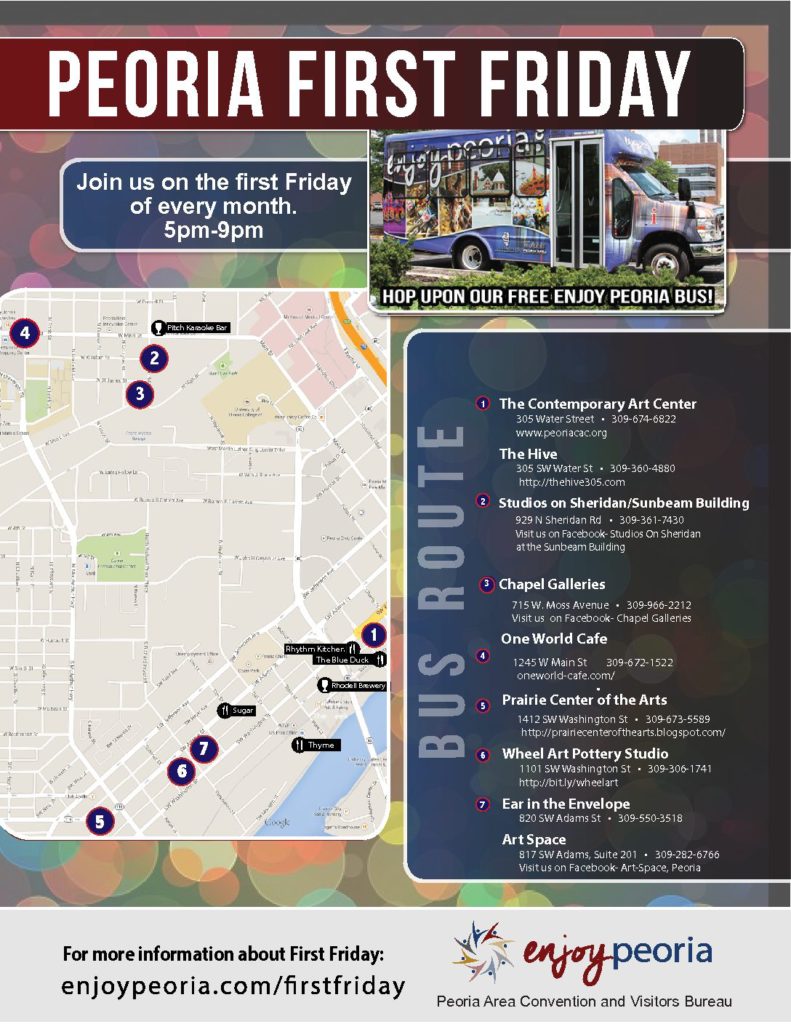 PEORIA FIRST FRIDAY
Join us on the first Friday
of every month.
5pm-9pm
enjoy peoria
HOP UPON OUR FREE ENJOY PEORIA BUS!
4
Pitch Karaoke Bar
2
3
1
Rhythm Kitchen
The Blue Duck
Rhodell Brewery
Sugar
7
Thyme
6
5
Google
BUS ROUTE
1 The Contemporary Art Center
305 Water Street • 309-674-6822
www.peoriacac.org
The Hive
305 SW Water St • 309-360-4880
http://thehive305.com
2 Studios on Sheridan/Sunbeam Building
929 N Sheridan Rd • 309-361-7430
Visit us on Facebook- Studios On Sheridan
at the Sunbeam Building
3 Chapel Galleries
715 W. Moss Avenue • 309-966-2212
Visit us on Facebook- Chapel Galleries
One World Cafe
4 1245 W Main St 309-672-1522
oneworld-cafe.com/
5 Prairie Center of the Arts
1412 SW Washington St • 309-673-5589
http://prairiecenterofthearts.blogspot.com/
6 Wheel Art Pottery Studio
1101 SW Washington St • 309-306-1741
http://bit.ly/wheelart
7 Ear in the Envelope
820 SW Adams St • 309-550-3518
Art Space
817 SW Adams, Suite 201 • 309-282-6766
Visit us on Facebook- Art-Space, Peoria
For more information about First Friday:
enjoypeoria.com/firstfriday
enjoypeoria
Peoria Area Convention and Visitors Bureau